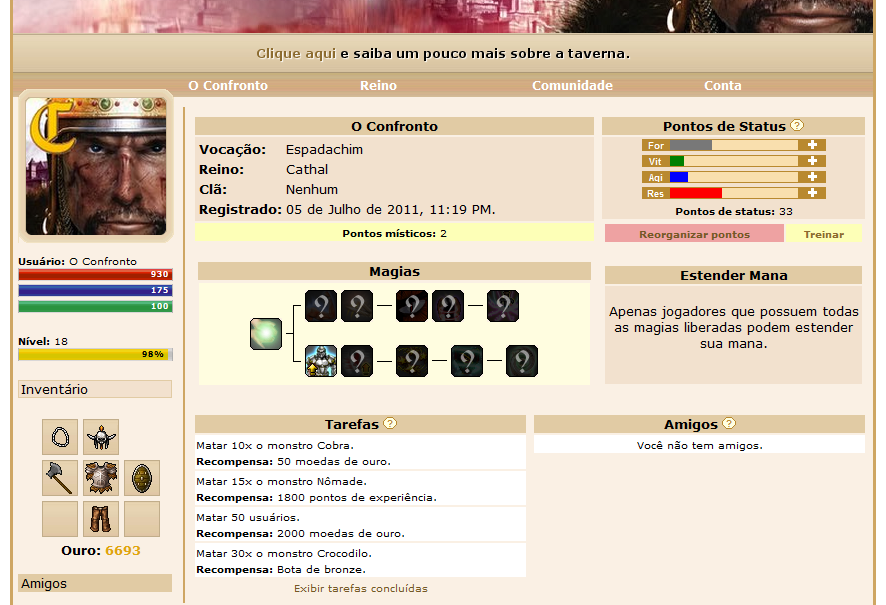 Clique aqui e saiba um pouco mais sobre a taverna.
O Confronto Reino Comunidade Conta
Usuário: O Confronto
930
175
100
Nível: 18
98%
Inventário
Ouro: 6693
Amigos
O Confronto
Vocação: Espadachim
Reino: Cathal
Clã: Nenhum
Registrado: 05 de Julho de 2011, 11:19 PM.
Pontos místicos: 2
Pontos de Status ?
For +
Vit +
Agi +
Res +
Pontos de status: 33
Reorganizar pontos Treinar
Magias
? ? ? ? ?
? ? ? ?
Estender Mana
Apenas jogadores que possuem todas
as magias liberadas podem estender
sua mana.
Tarefas ?
Matar 10x o monstro Cobra.
Recompensa: 50 moedas de ouro.
Matar 15x o monstro Nômade.
Recompensa: 1800 pontos de experiência.
Matar 50 usuários.
Recompensa: 2000 moedas de ouro.
Matar 30x o monstro Crocodilo.
Recompensa: Bota de bronze.
Exibir tarefas concluídas
Amigos ?
Você não tem amigos.